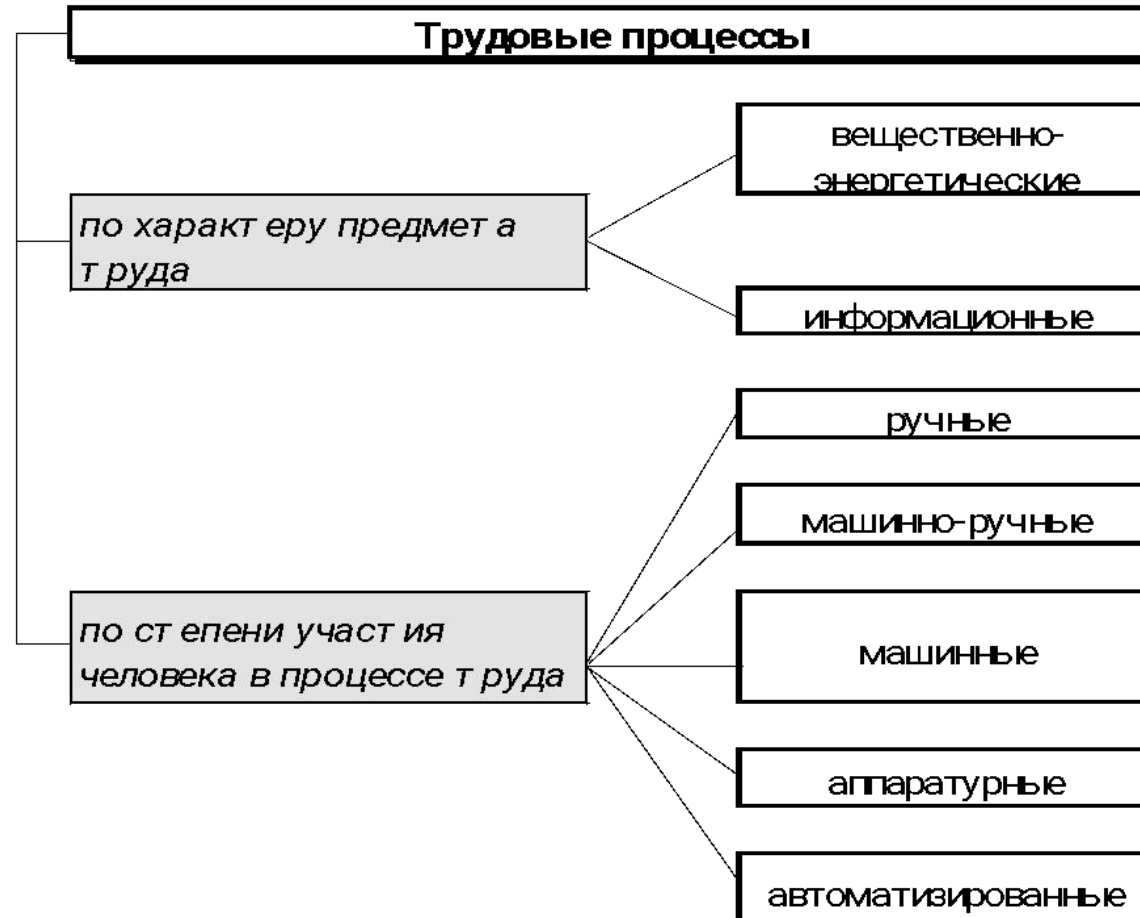 Трудовые процессы
вещественно-
энергетические
по характеру предмета
труда
информационные
ручные
машинно-ручные
по степени участия
человека в процессе труда
машинные
аппаратурные
автоматизированные